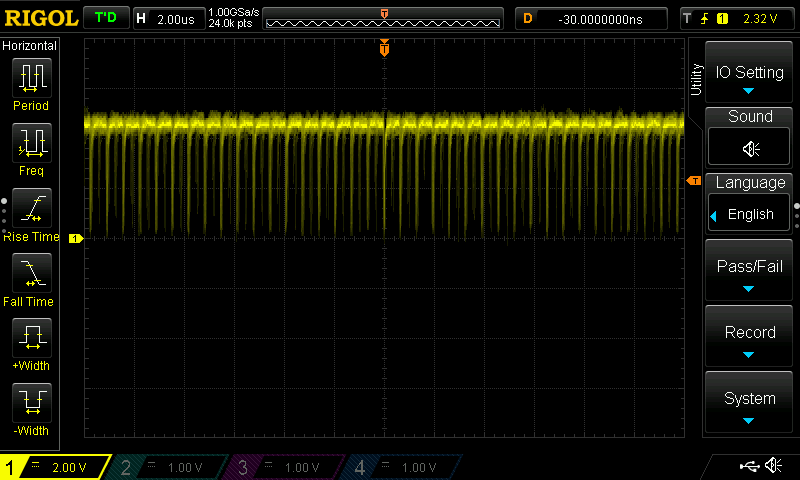 RIGOL T'D H 2.00us 1.00GSa/s 24.0k pts T D -30.0000000ns T 1 2.32 V
Horizontal
Period
Freq
Rise Time
Fall Time
+Width
-Width
T
T
1
Utility
IO Setting
Sound
Language
English
Pass/Fail
Record
System
1 2.00 V 2 1.00 V 3 1.00 V 4 1.00 V